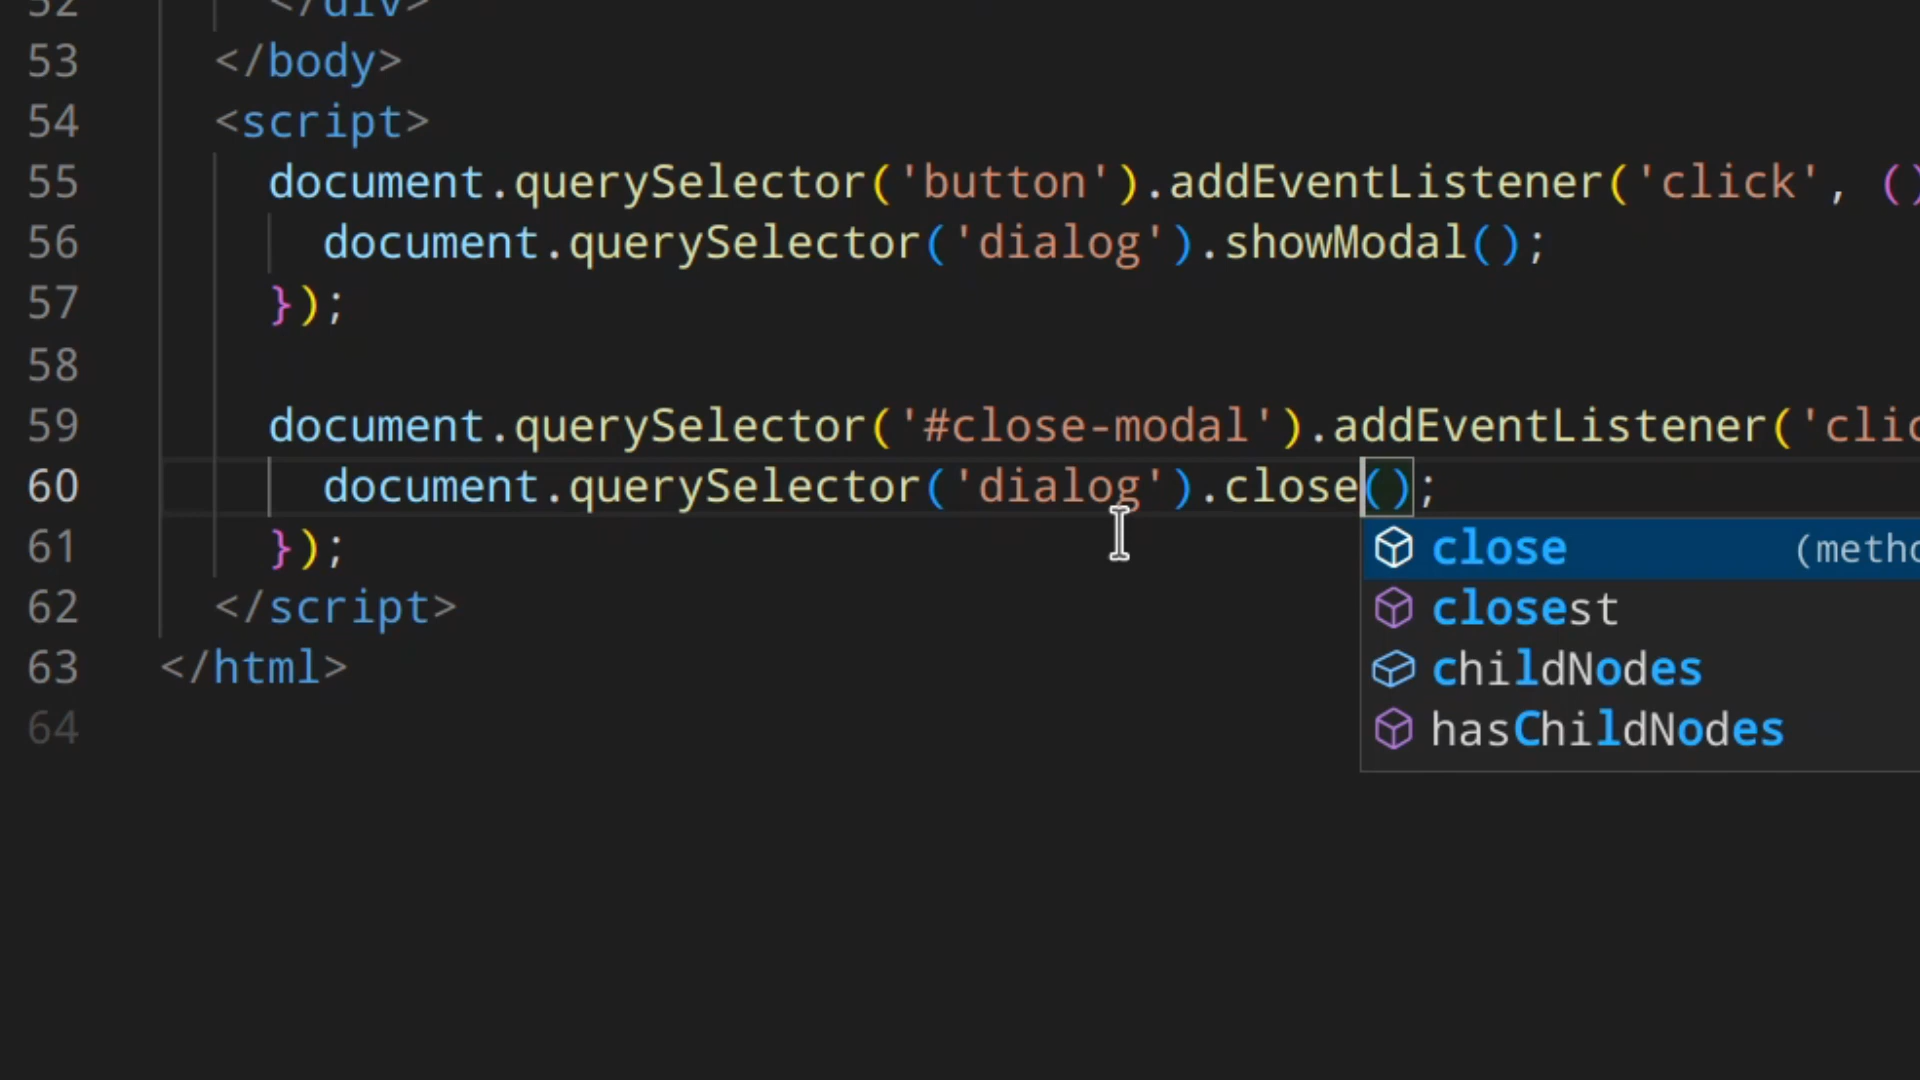 52 </div>
53 </body>
54 <script>
55 document.querySelector('button').addEventListener('click', ()
56 document.querySelector('dialog').showModal();
57 });
58
59 document.querySelector('#close-modal').addEventListener('clic
60 document.querySelector('dialog').close();
61 });
close (metho
62 </script>
closest
63 </html>
childNodes
64
hasChildNodes